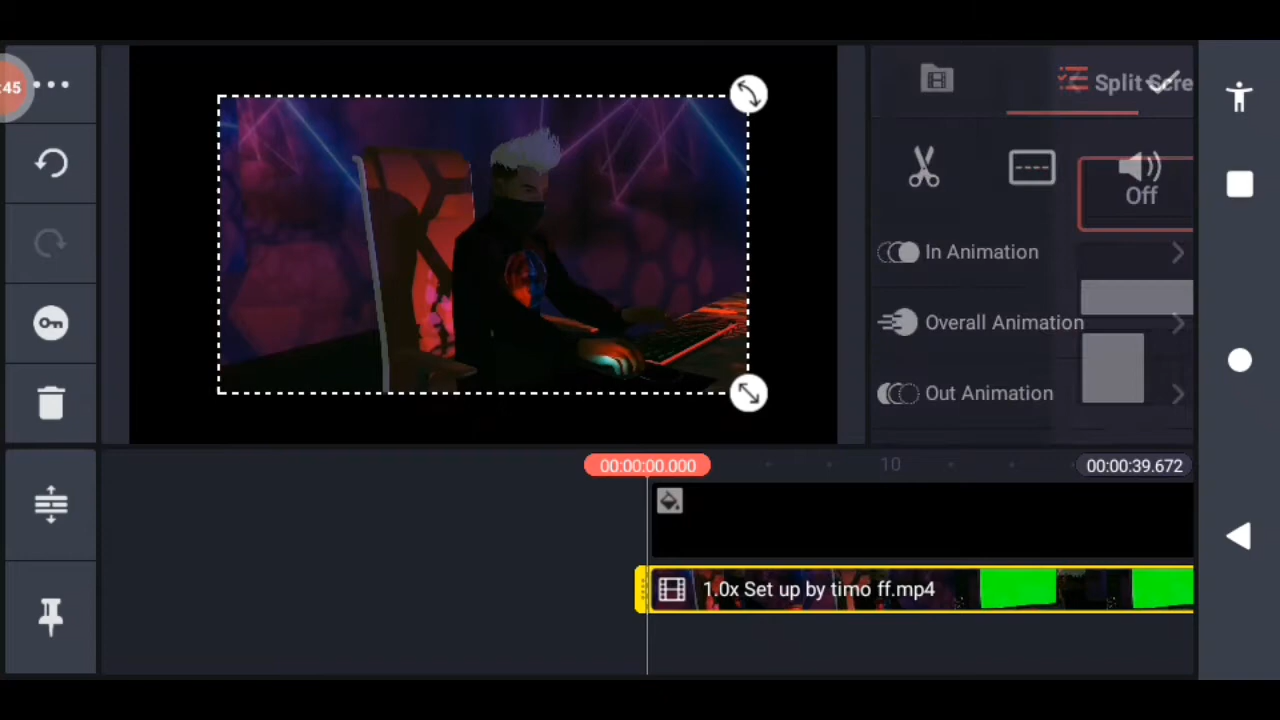 :45
Split Scre
Off
In Animation
Overall Animation
Out Animation
00:00:00.000
10
00:00:39.672
1.0x Set up by timo ff.mp4